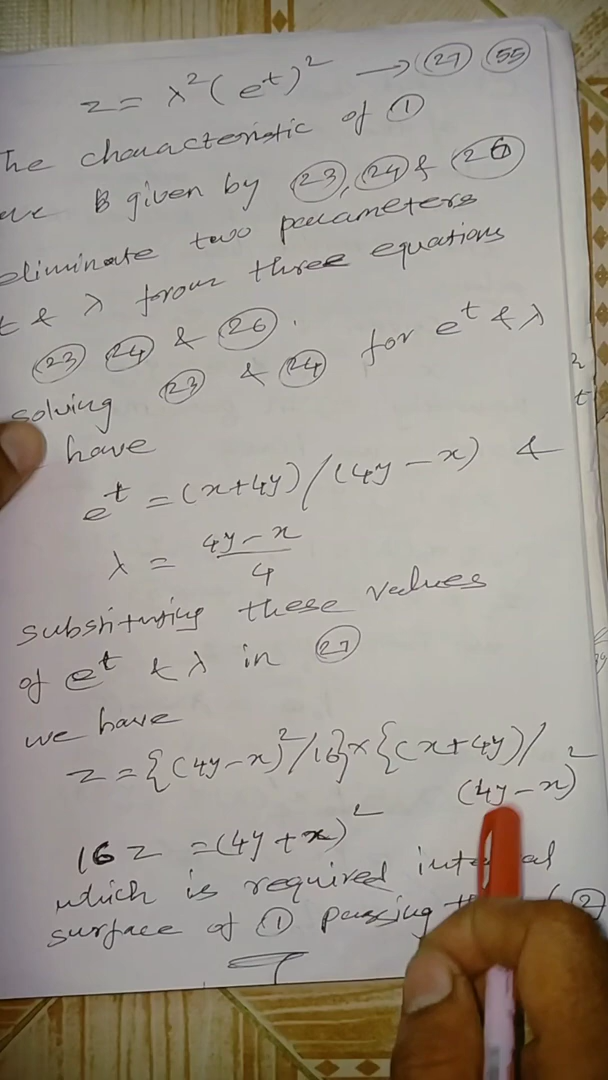 z = λ²(e^t)² → (27) (55)
The characteristic of (1)
are B given by (23), (24) & (26)
eliminate two parameters
t & λ from three equations
(23) (24) & (26).
solving (23) & (24) for e^t & λ
have
e^t = (x+4y)/(4y-x) &
λ = (4y-x)/4
substituting these values
of e^t & λ in (27)
we have
z = {(4y-x)²/16} × {(x+4y)/
(4y-x)²
16z = (4y+x)²
which is required
surface of (1) passing (2)